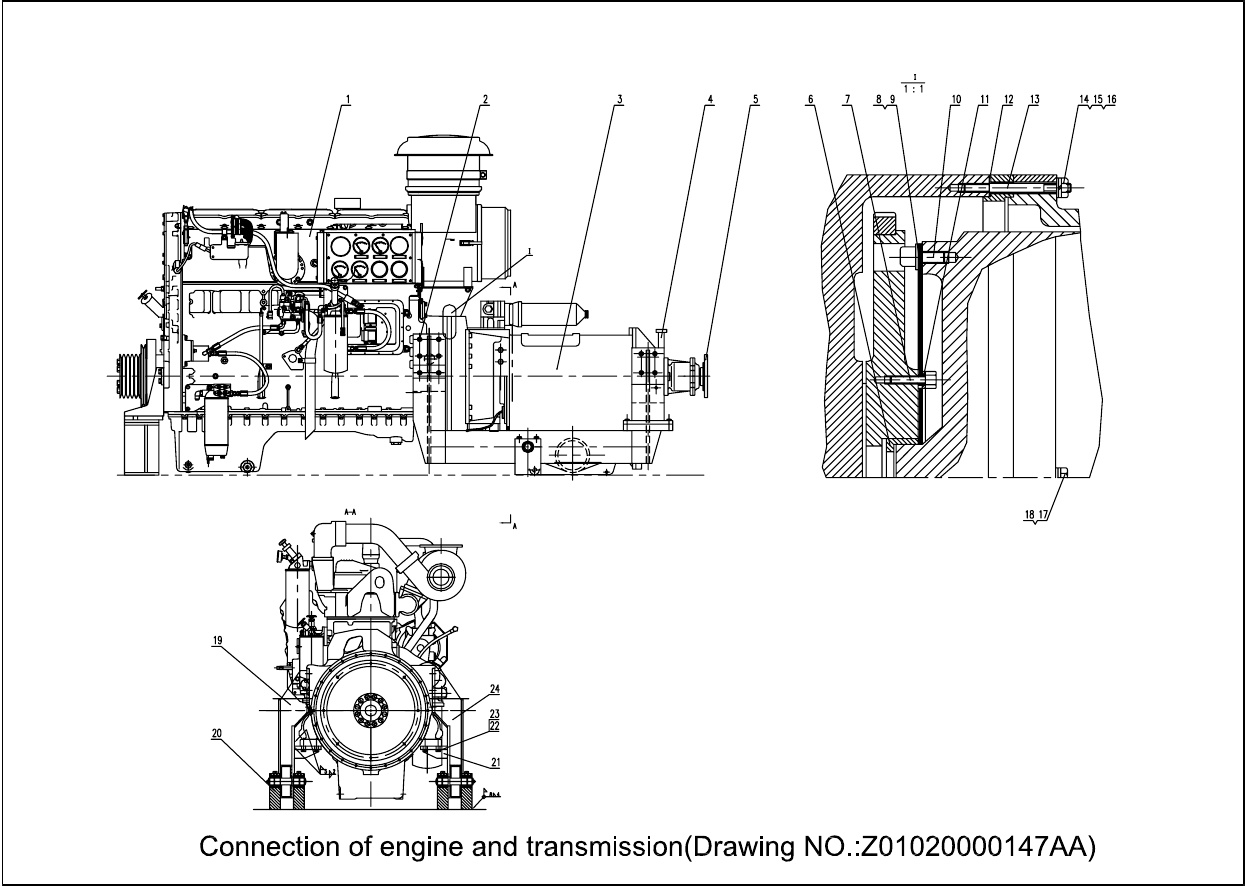 I
1 : 1
1
2
3
4
5
6
7
8 9
10
11
12
13
14 15 16
I
A
18 17
A-A
A
19
24
23
22
20
21
Connection of engine and transmission(Drawing NO.:Z01020000147AA)